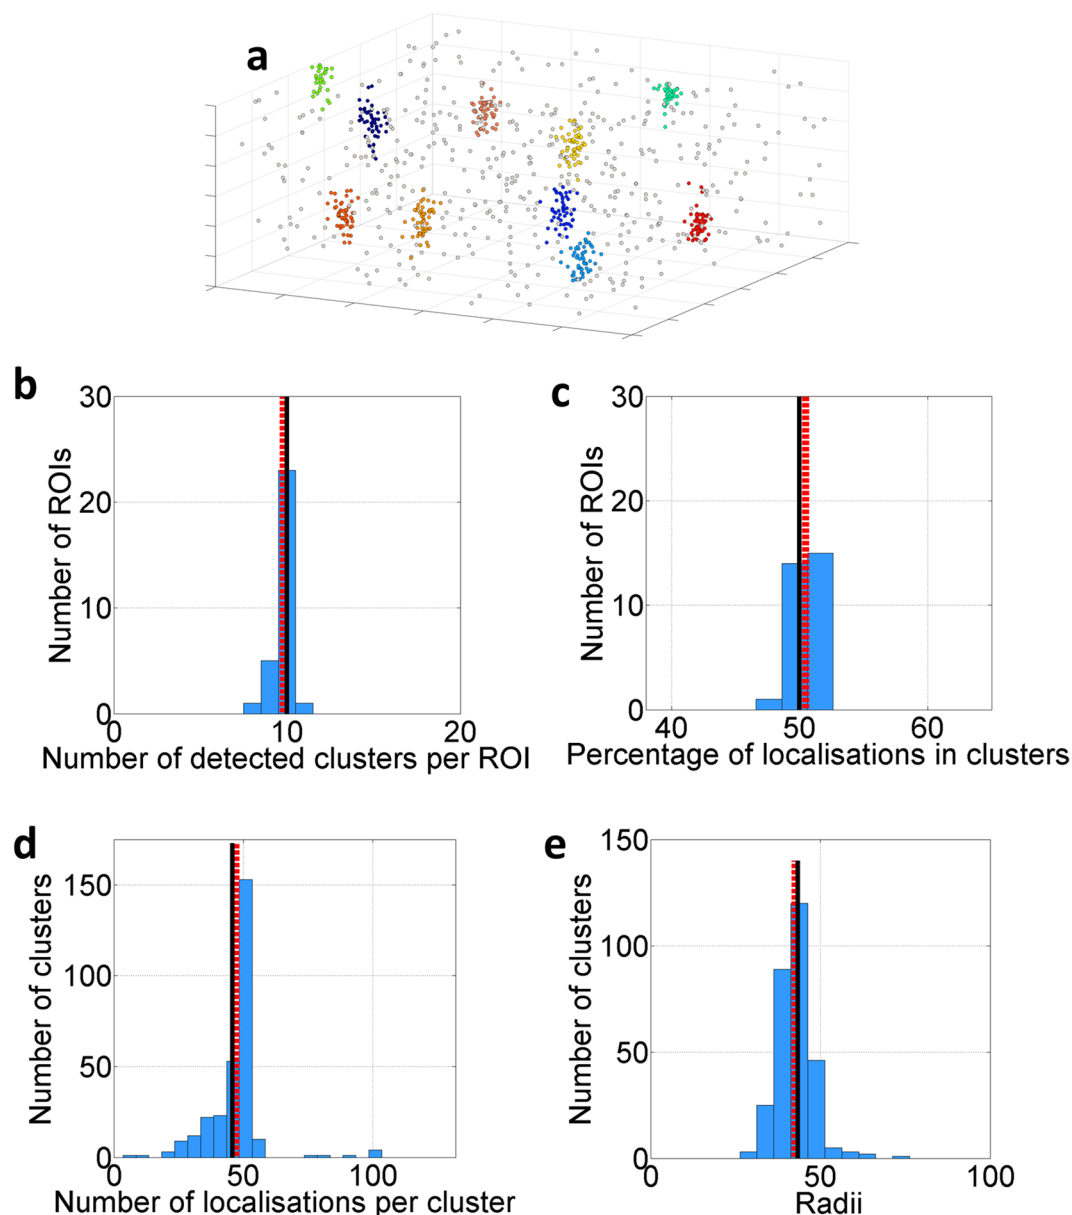 a
b
30
20
10
0
Number of ROIs
0
10
20
Number of detected clusters per ROI
c
30
20
10
0
Number of ROIs
40
50
60
Percentage of localisations in clusters
d
150
100
50
0
Number of clusters
0
50
100
Number of localisations per cluster
e
150
100
50
0
Number of clusters
0
50
100
Radii